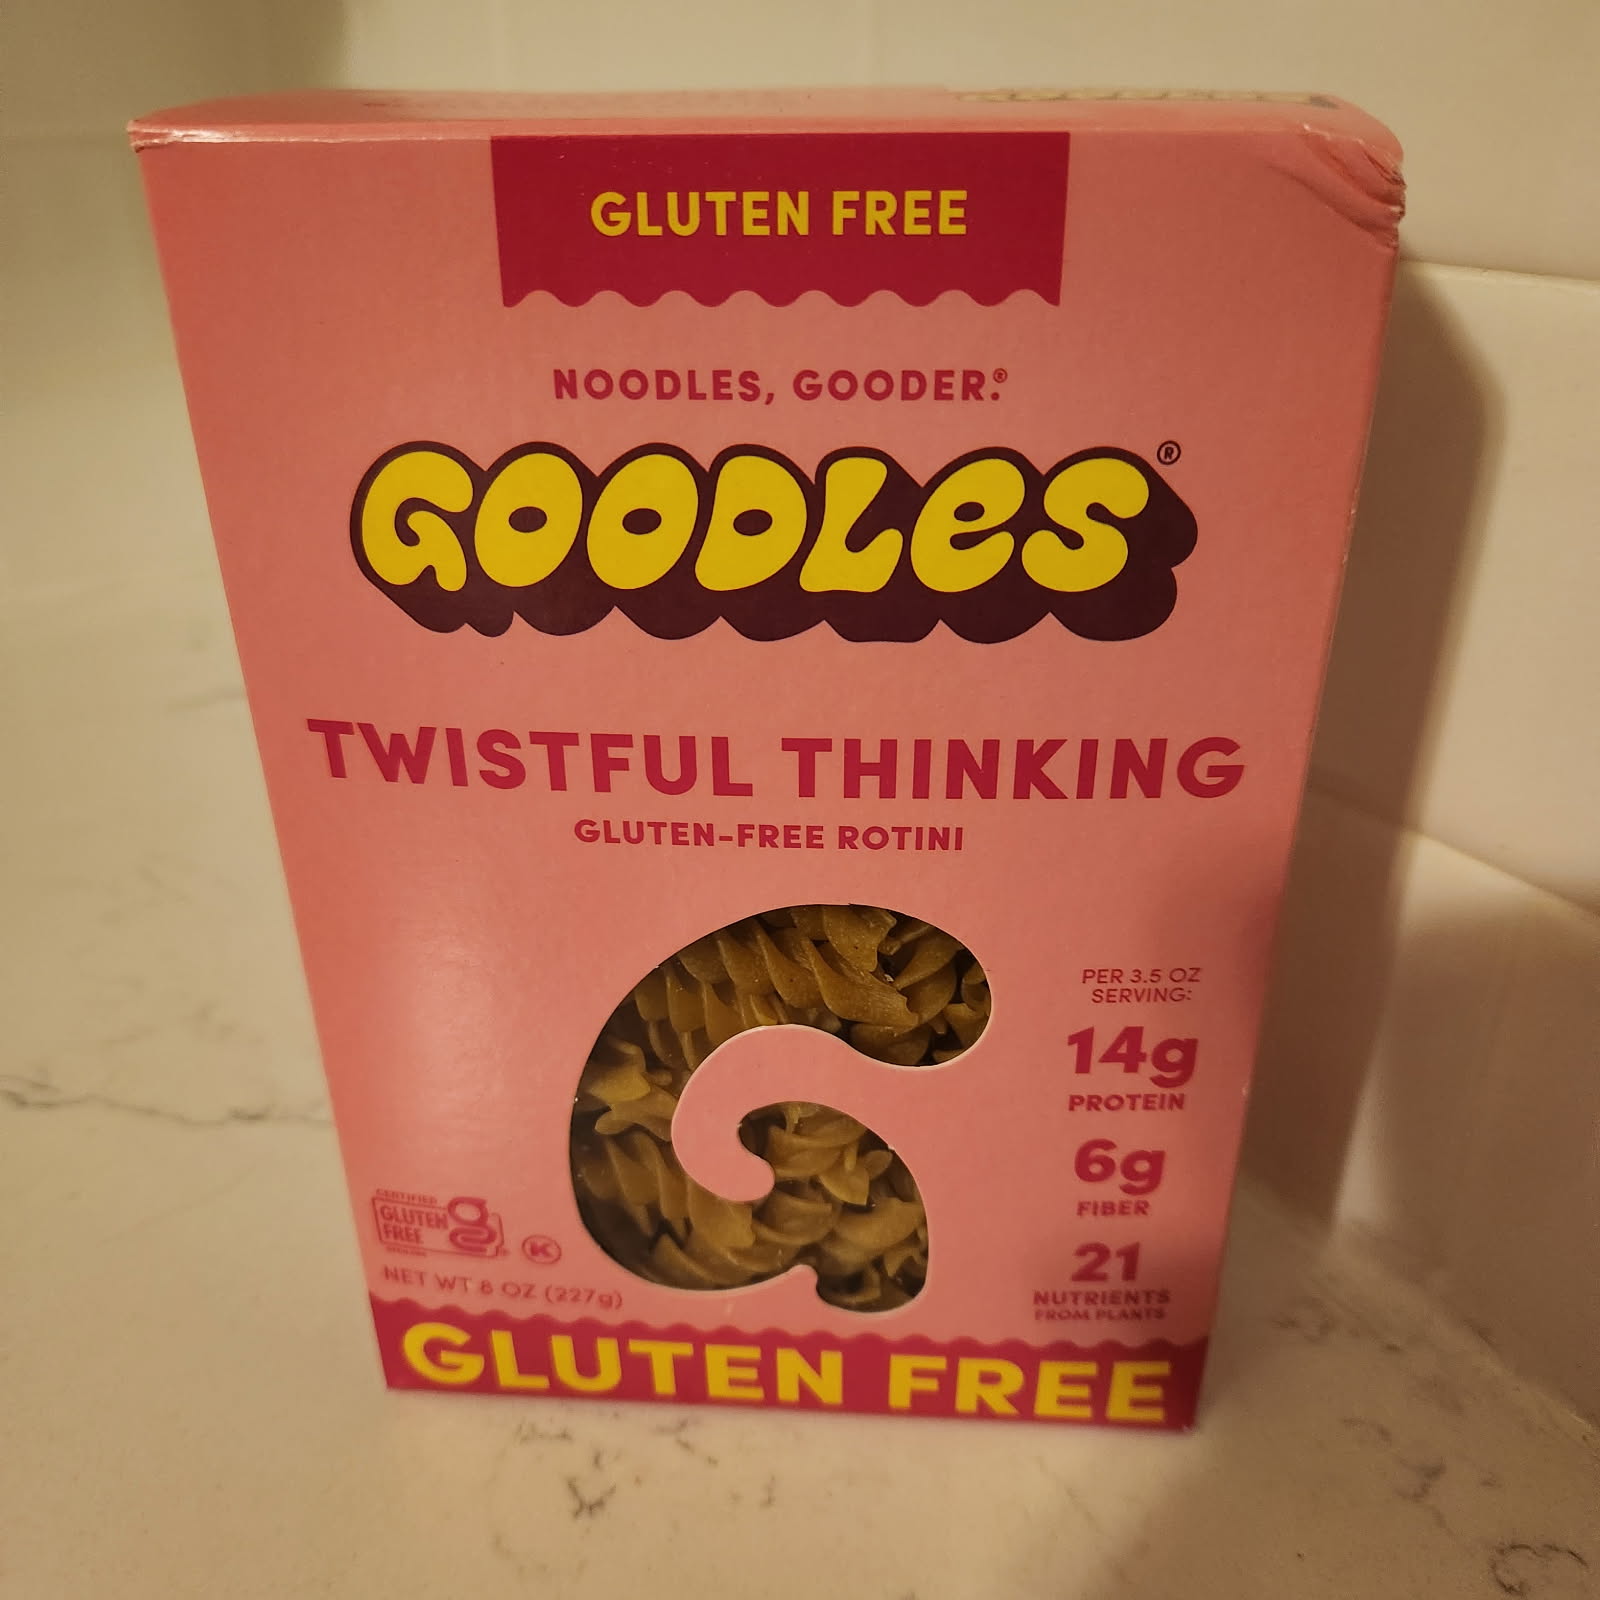 GLUTEN FREE
NOODLES, GOODER.®
GOODLES®
TWISTFUL THINKING
GLUTEN-FREE ROTINI
PER 3.5 OZ
SERVING:
14g
PROTEIN
6g
FIBER
21
NUTRIENTS
FROM PLANTS
CERTIFIED
GLUTEN
FREE
K
NET WT 8 OZ (227g)
GLUTEN FREE